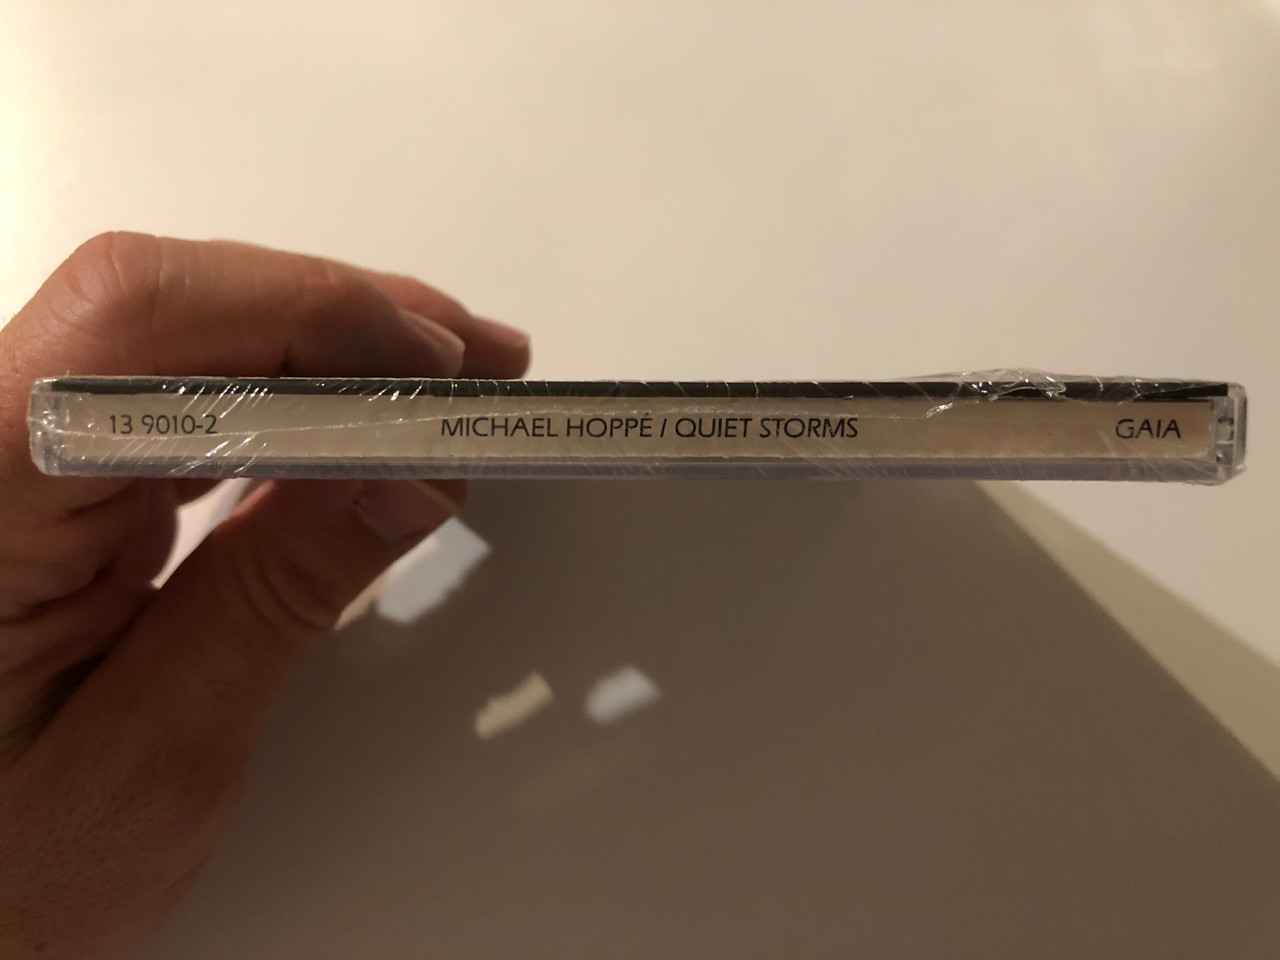 13 9010-2 MICHAEL HOPPÉ / QUIET STORMS GAIA